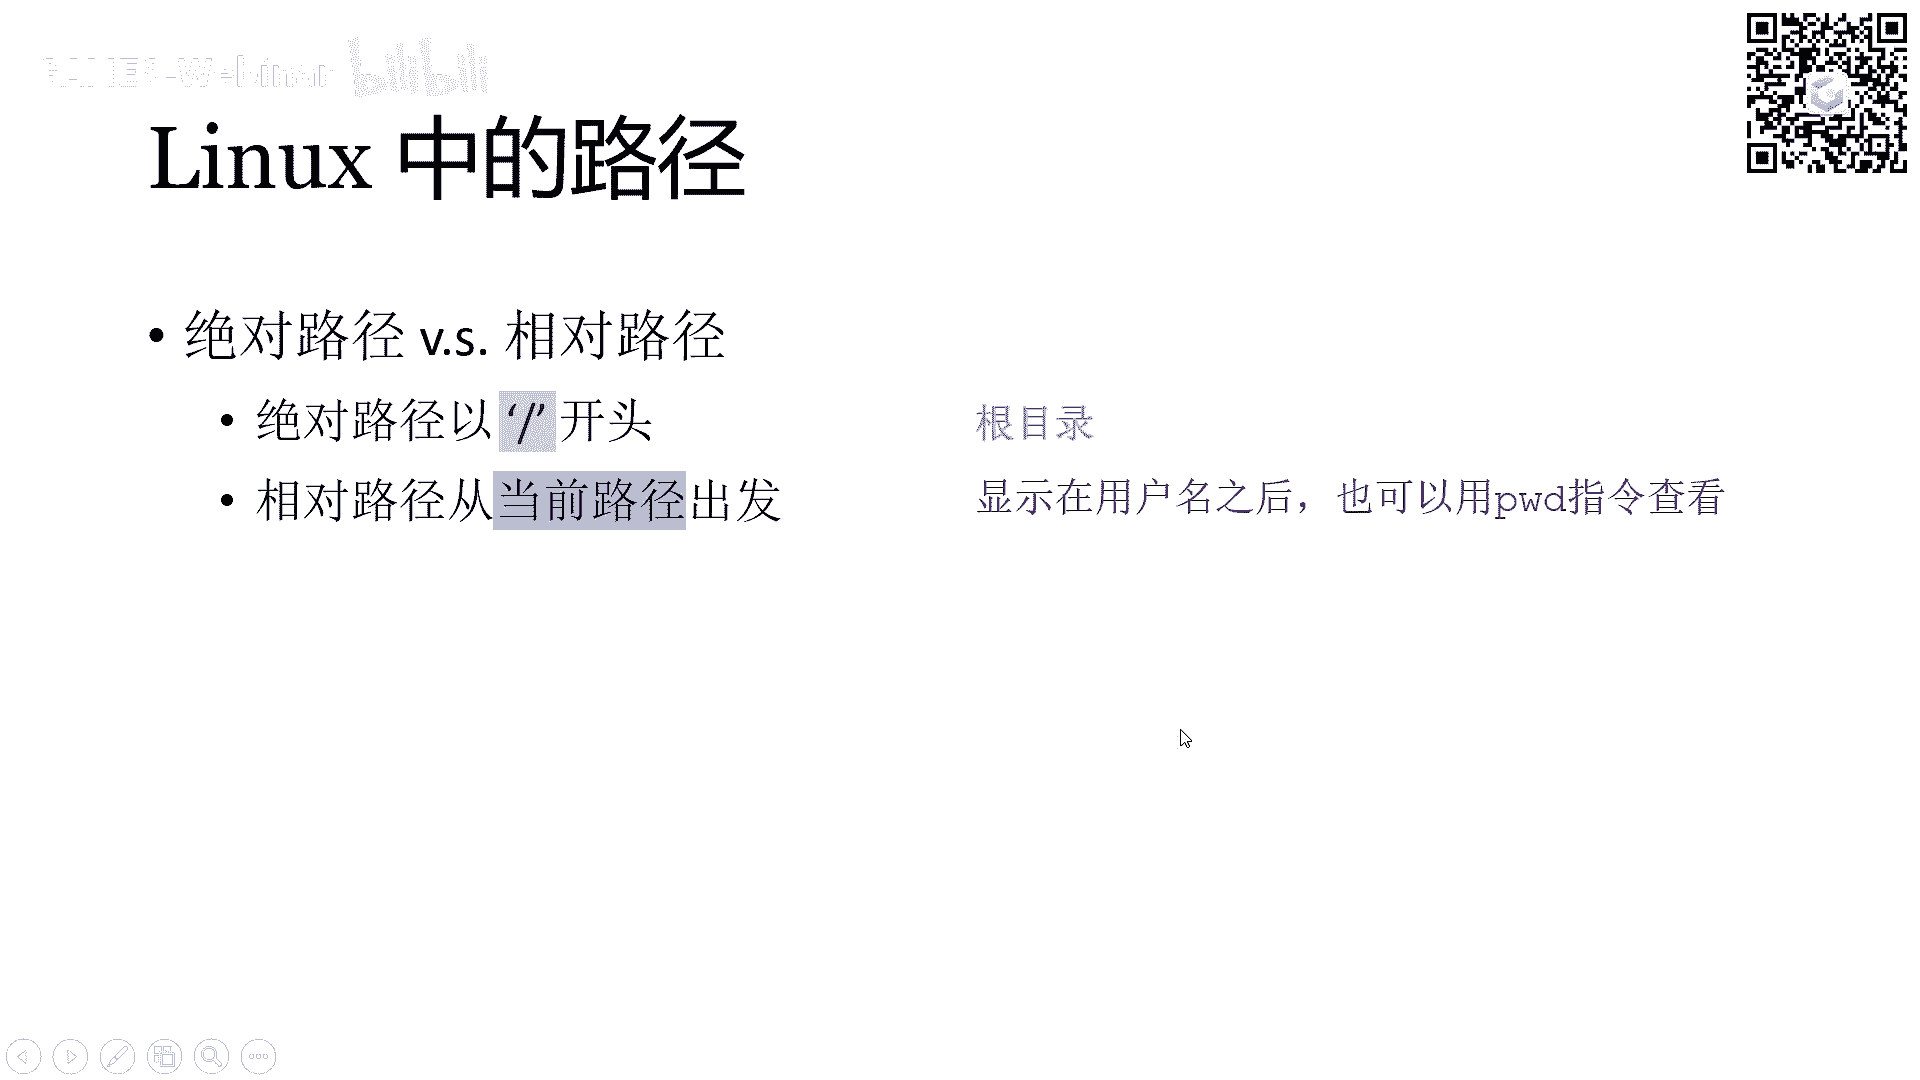 bilibili
Linux 中的路径
• 绝对路径 v.s. 相对路径
• 绝对路径以 ‘/’ 开头
根目录
• 相对路径从当前路径出发
显示在用户名之后，也可以用pwd指令查看